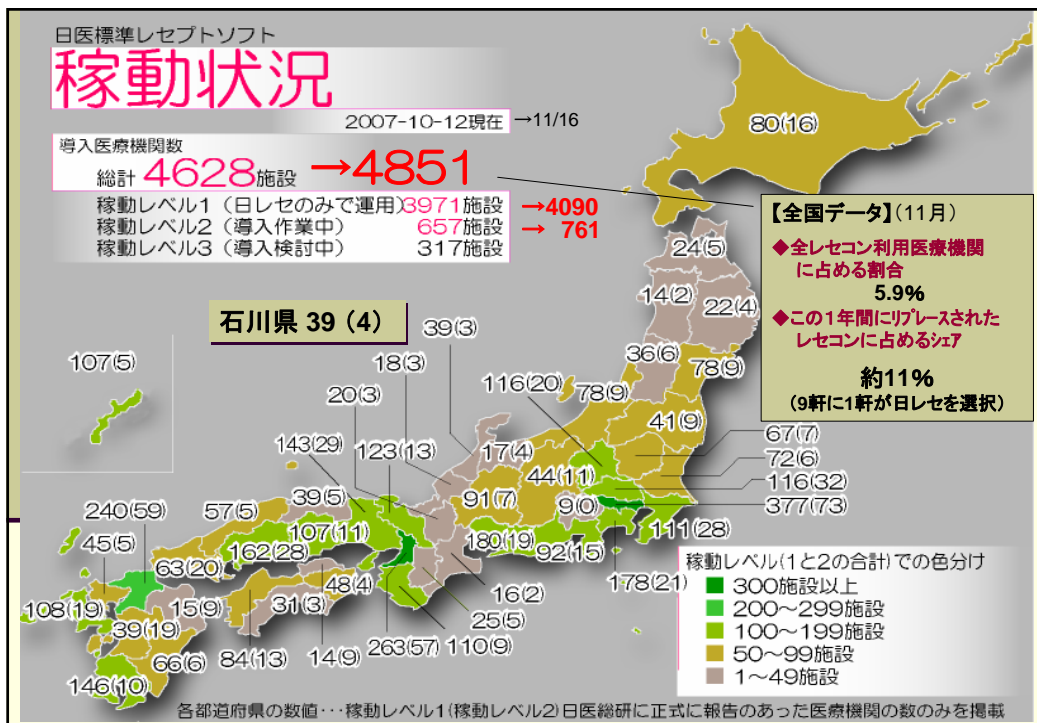 日医標準レセプトソフト
稼動状況
2007-10-12現在 →11/16
導入医療機関数
総計 4628施設 →4851
稼動レベル1（日レセのみで運用）3971施設 →4090
稼動レベル2（導入作業中） 657施設 → 761
稼動レベル3（導入検討中） 317施設
【全国データ】（11月）
◆全レセコン利用医療機関
に占める割合
5.9%
◆この１年間にリプレースされた
レセコンに占めるシェア
約11%
（9軒に1軒が日レセを選択）
石川県 39（4）
80(16)
24(5)
14(2)
22(4)
36(6)
78(9)
78(9)
41(9)
39(3)
18(3)
20(3)
116(20)
143(29)
123(13)
17(4)
44(11)
67(7)
72(6)
116(32)
377(73)
107(5)
39(5)
91(7)
9(0)
240(59)
57(5)
107(11)
180(19)
92(15)
111(28)
45(5)
162(28)
63(20)
178(21)
108(19)
15(9)
48(4)
31(3)
16(2)
25(5)
39(19)
66(6)
84(13)
14(9)
263(57)
110(9)
146(10)
稼動レベル(1と2の合計)での色分け
300施設以上
200～299施設
100～199施設
50～99施設
1～49施設
各都道府県の数値・・・稼動レベル1(稼動レベル2)日医総研に正式に報告のあった医療機関の数のみを掲載